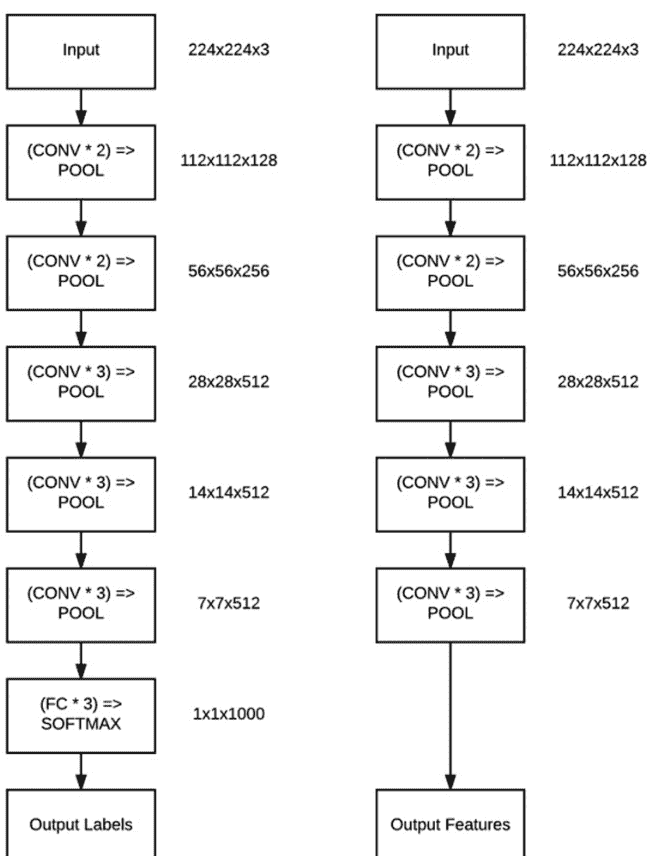 Input
224x224x3
(CONV * 2) =>
POOL
112x112x128
(CONV * 2) =>
POOL
56x56x256
(CONV * 3) =>
POOL
28x28x512
(CONV * 3) =>
POOL
14x14x512
(CONV * 3) =>
POOL
7x7x512
(FC * 3) =>
SOFTMAX
1x1x1000
Output Labels
Input
224x224x3
(CONV * 2) =>
POOL
112x112x128
(CONV * 2) =>
POOL
56x56x256
(CONV * 3) =>
POOL
28x28x512
(CONV * 3) =>
POOL
14x14x512
(CONV * 3) =>
POOL
7x7x512
Output Features